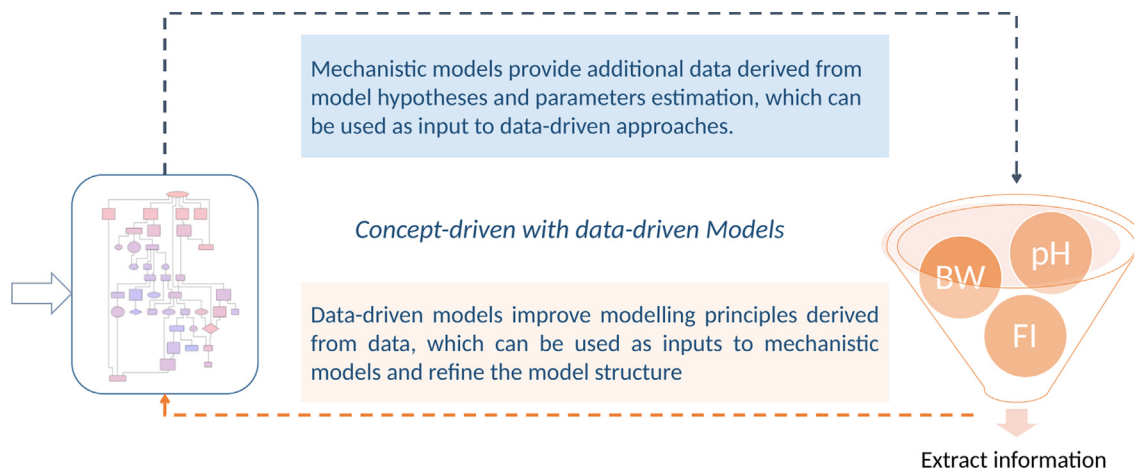 Mechanistic models provide additional data derived from
model hypotheses and parameters estimation, which can
be used as input to data-driven approaches.
Concept-driven with data-driven Models
BW
pH
FI
Data-driven models improve modelling principles derived
from data, which can be used as inputs to mechanistic
models and refine the model structure
Extract information